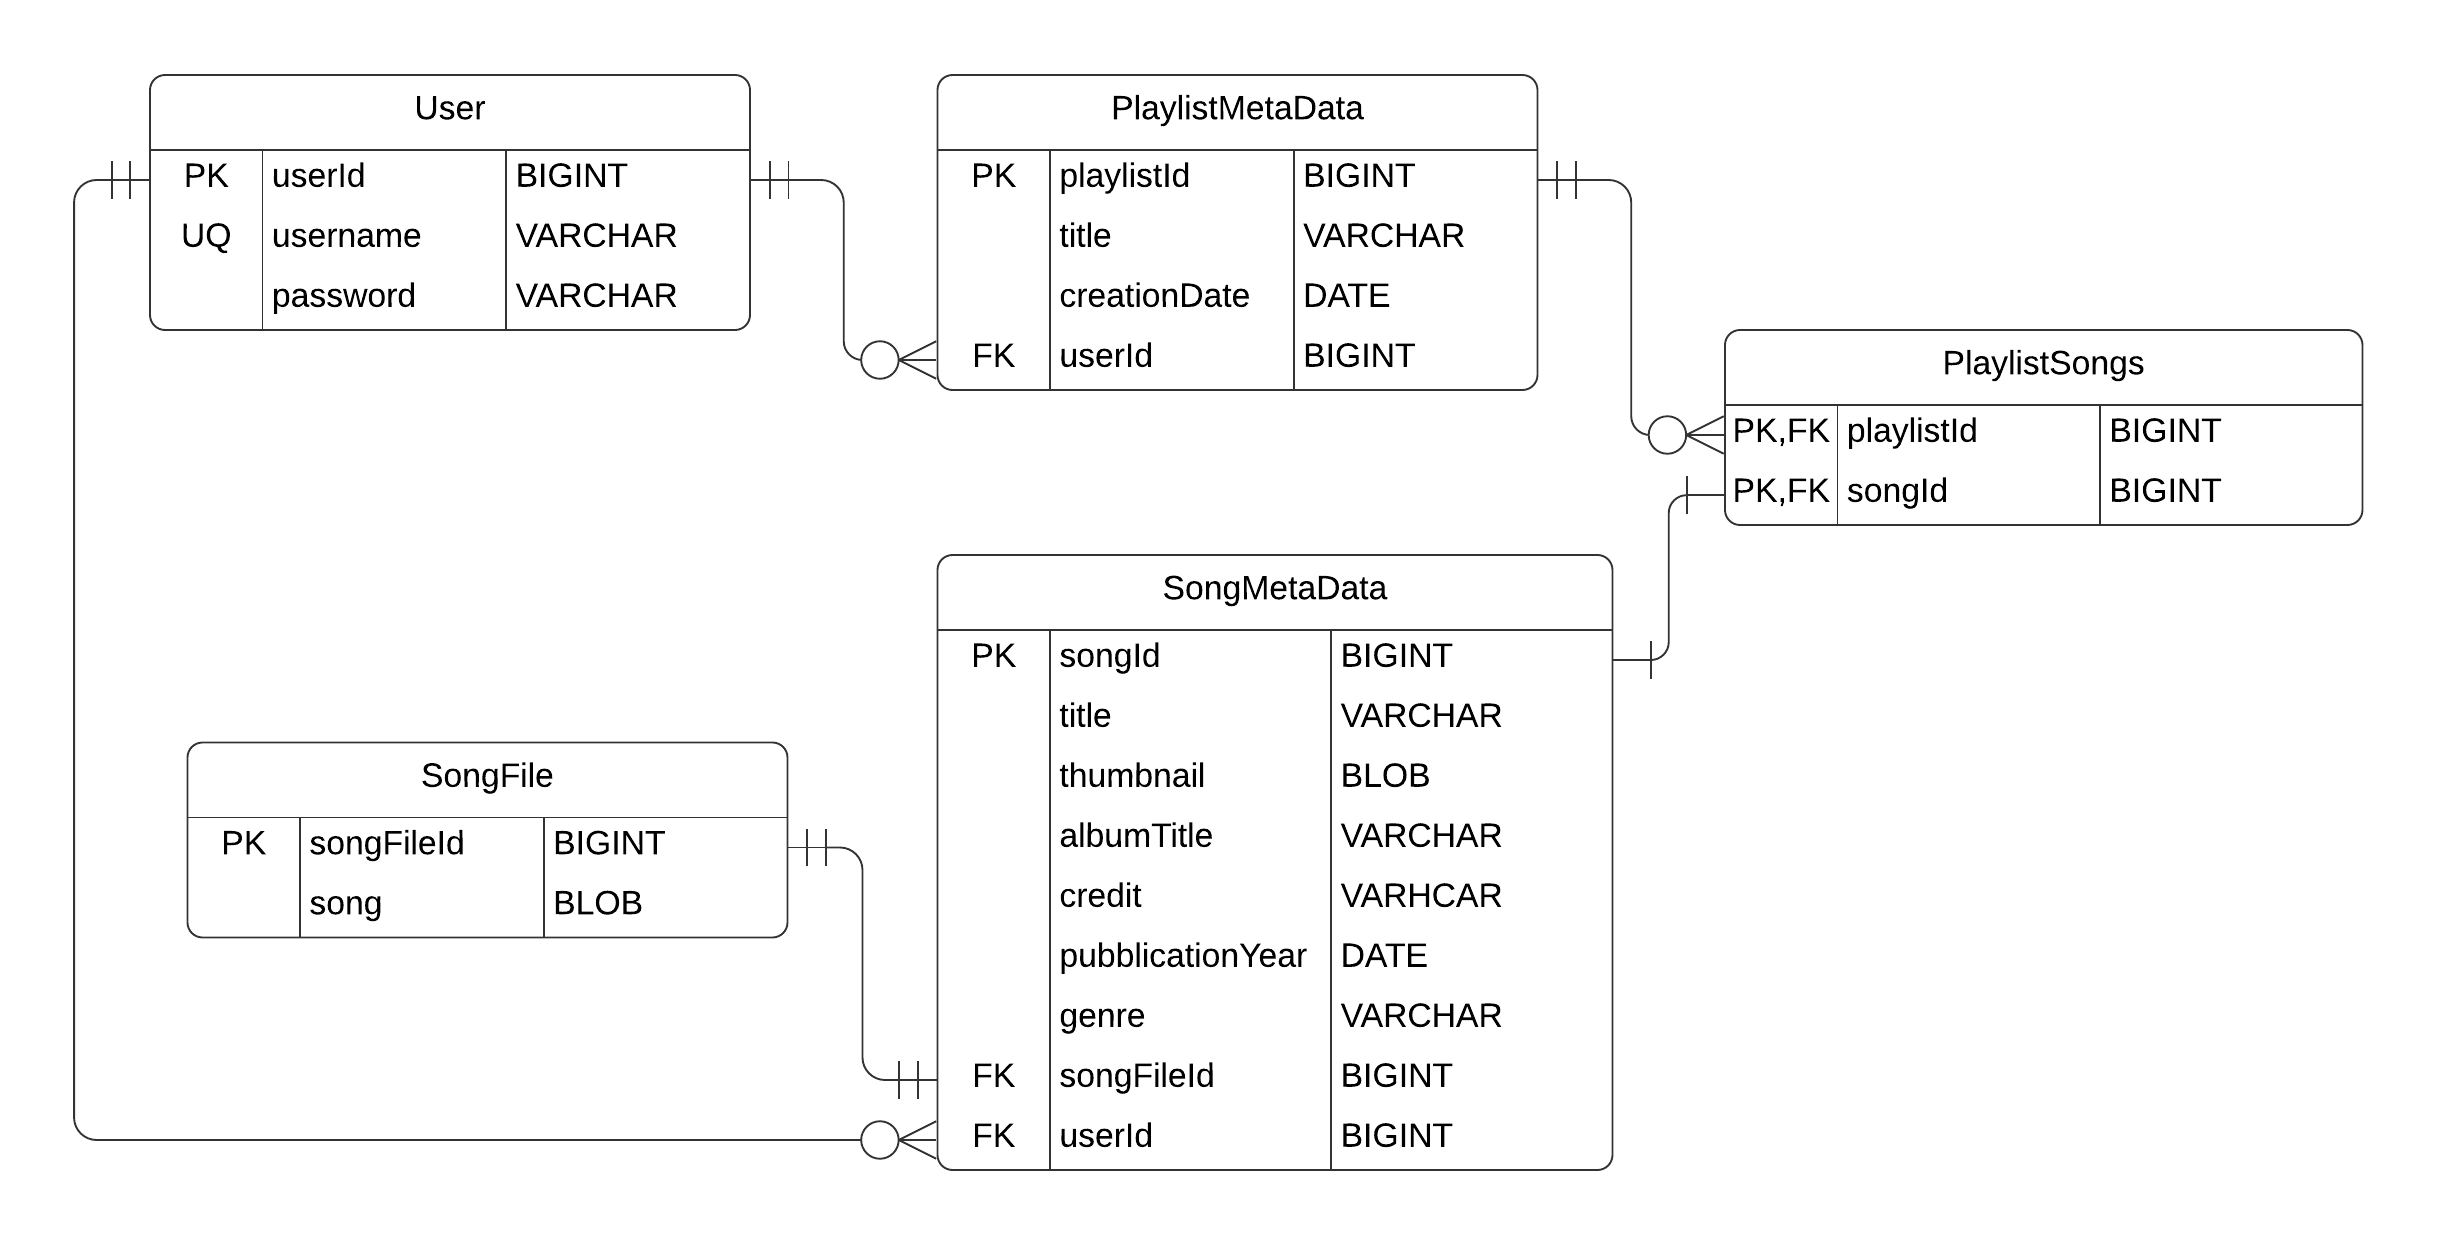 User
PK userId BIGINT
UQ username VARCHAR
password VARCHAR
PlaylistMetaData
PK playlistId BIGINT
title VARCHAR
creationDate DATE
FK userId BIGINT
PlaylistSongs
PK,FK playlistId BIGINT
PK,FK songId BIGINT
SongMetaData
PK songId BIGINT
title VARCHAR
thumbnail BLOB
albumTitle VARCHAR
credit VARHCAR
pubblicationYear DATE
genre VARCHAR
FK songFileId BIGINT
FK userId BIGINT
SongFile
PK songFileId BIGINT
song BLOB